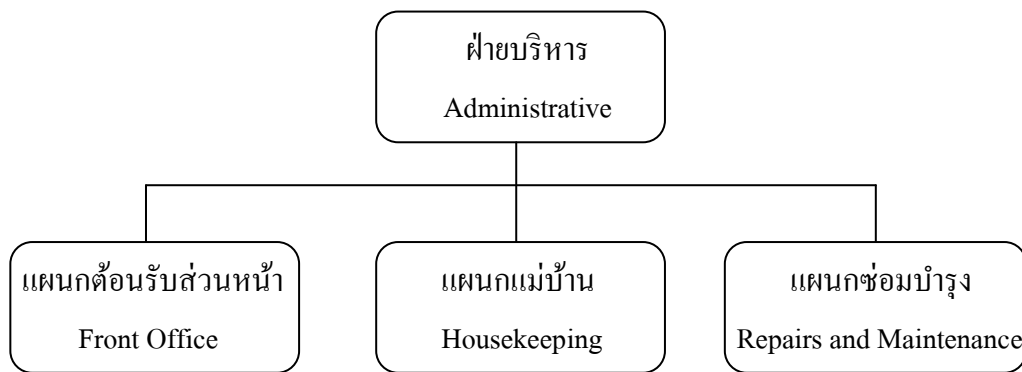 ฝ่ายบริหาร
Administrative
แผนกต้อนรับส่วนหน้า
Front Office
แผนกแม่บ้าน
Housekeeping
แผนกซ่อมบำรุง
Repairs and Maintenance